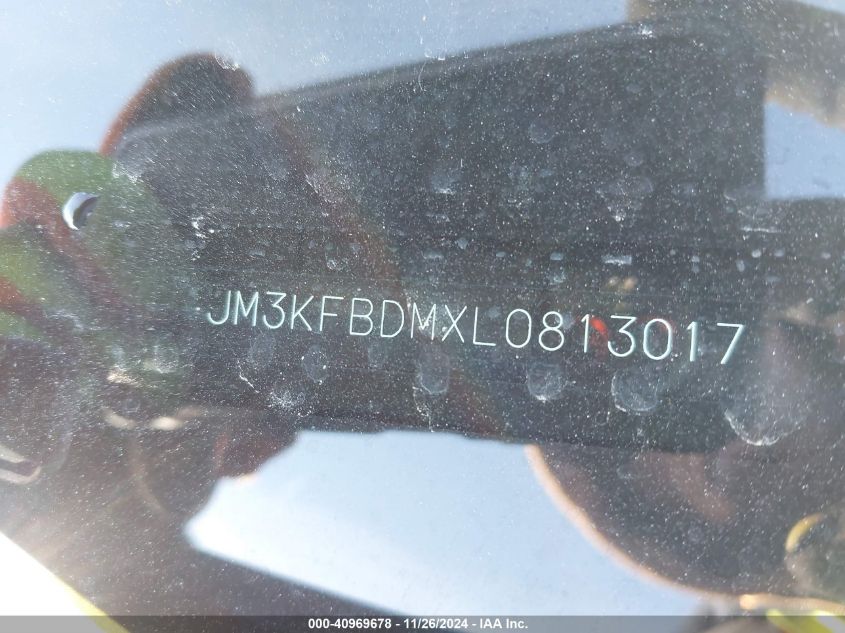 JM3KFBDMXL0813017
000-40969678 - 11/26/2024 - IAA Inc.